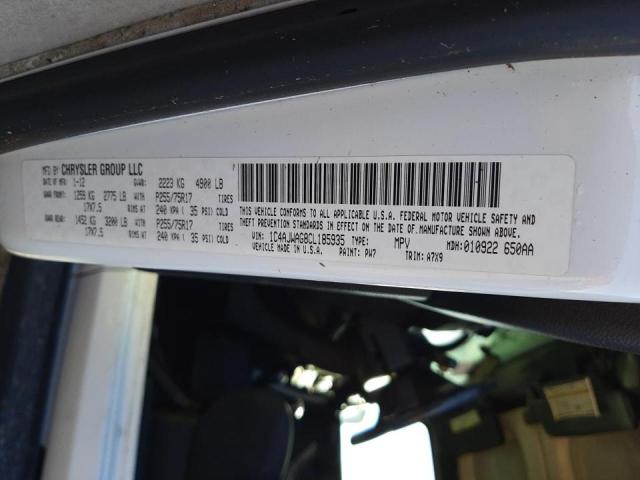 MFD BY CHRYSLER GROUP LLC
DATE OF MFR 1-12 GVWR: 2223 KG 4900 LB
GAWR FRONT: 1259 KG 2775 LB WITH P255/75R17 TIRES
17X7.5 RIMS AT 240 KPA ( 35 PSI) COLD
GAWR REAR: 1452 KG 3200 LB WITH P255/75R17 TIRES
17X7.5 RIMS AT 240 KPA ( 35 PSI) COLD
THIS VEHICLE CONFORMS TO ALL APPLICABLE U.S.A. FEDERAL MOTOR VEHICLE SAFETY AND
THEFT PREVENTION STANDARDS IN EFFECT ON THE DATE OF MANUFACTURE SHOWN ABOVE.
VIN: 1C4AJWAG8CL185935 TYPE: MPV MDH: 010922 650AA
VEHICLE MADE IN U.S.A. PAINT: PW7 TRIM: A7X9